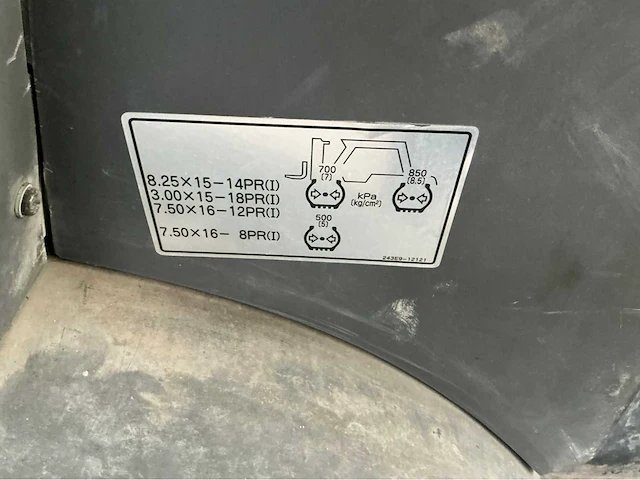 700
(7)
850
(8.5)
8.25×15-14PR(I)
3.00×15-18PR(I)
7.50×16-12PR(I)
kPa
(kg/cm²)
500
(5)
7.50×16- 8PR(I)
243E9-12121